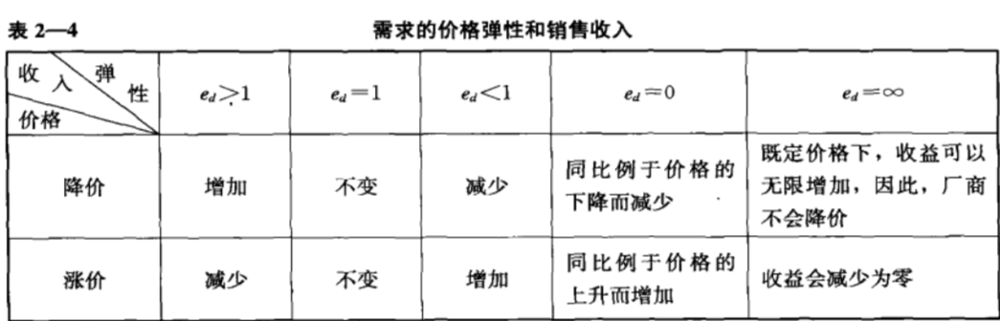 表 2—4 需求的价格弹性和销售收入
收入 弹性 价格 e_d>1 e_d=1 e_d<1 e_d=0 e_d=∞
降价 增加 不变 减少 同比例于价格的
下降而减少 既定价格下，收益可以
无限增加，因此，厂商
不会降价
涨价 减少 不变 增加 同比例于价格的
上升而增加 收益会减少为零